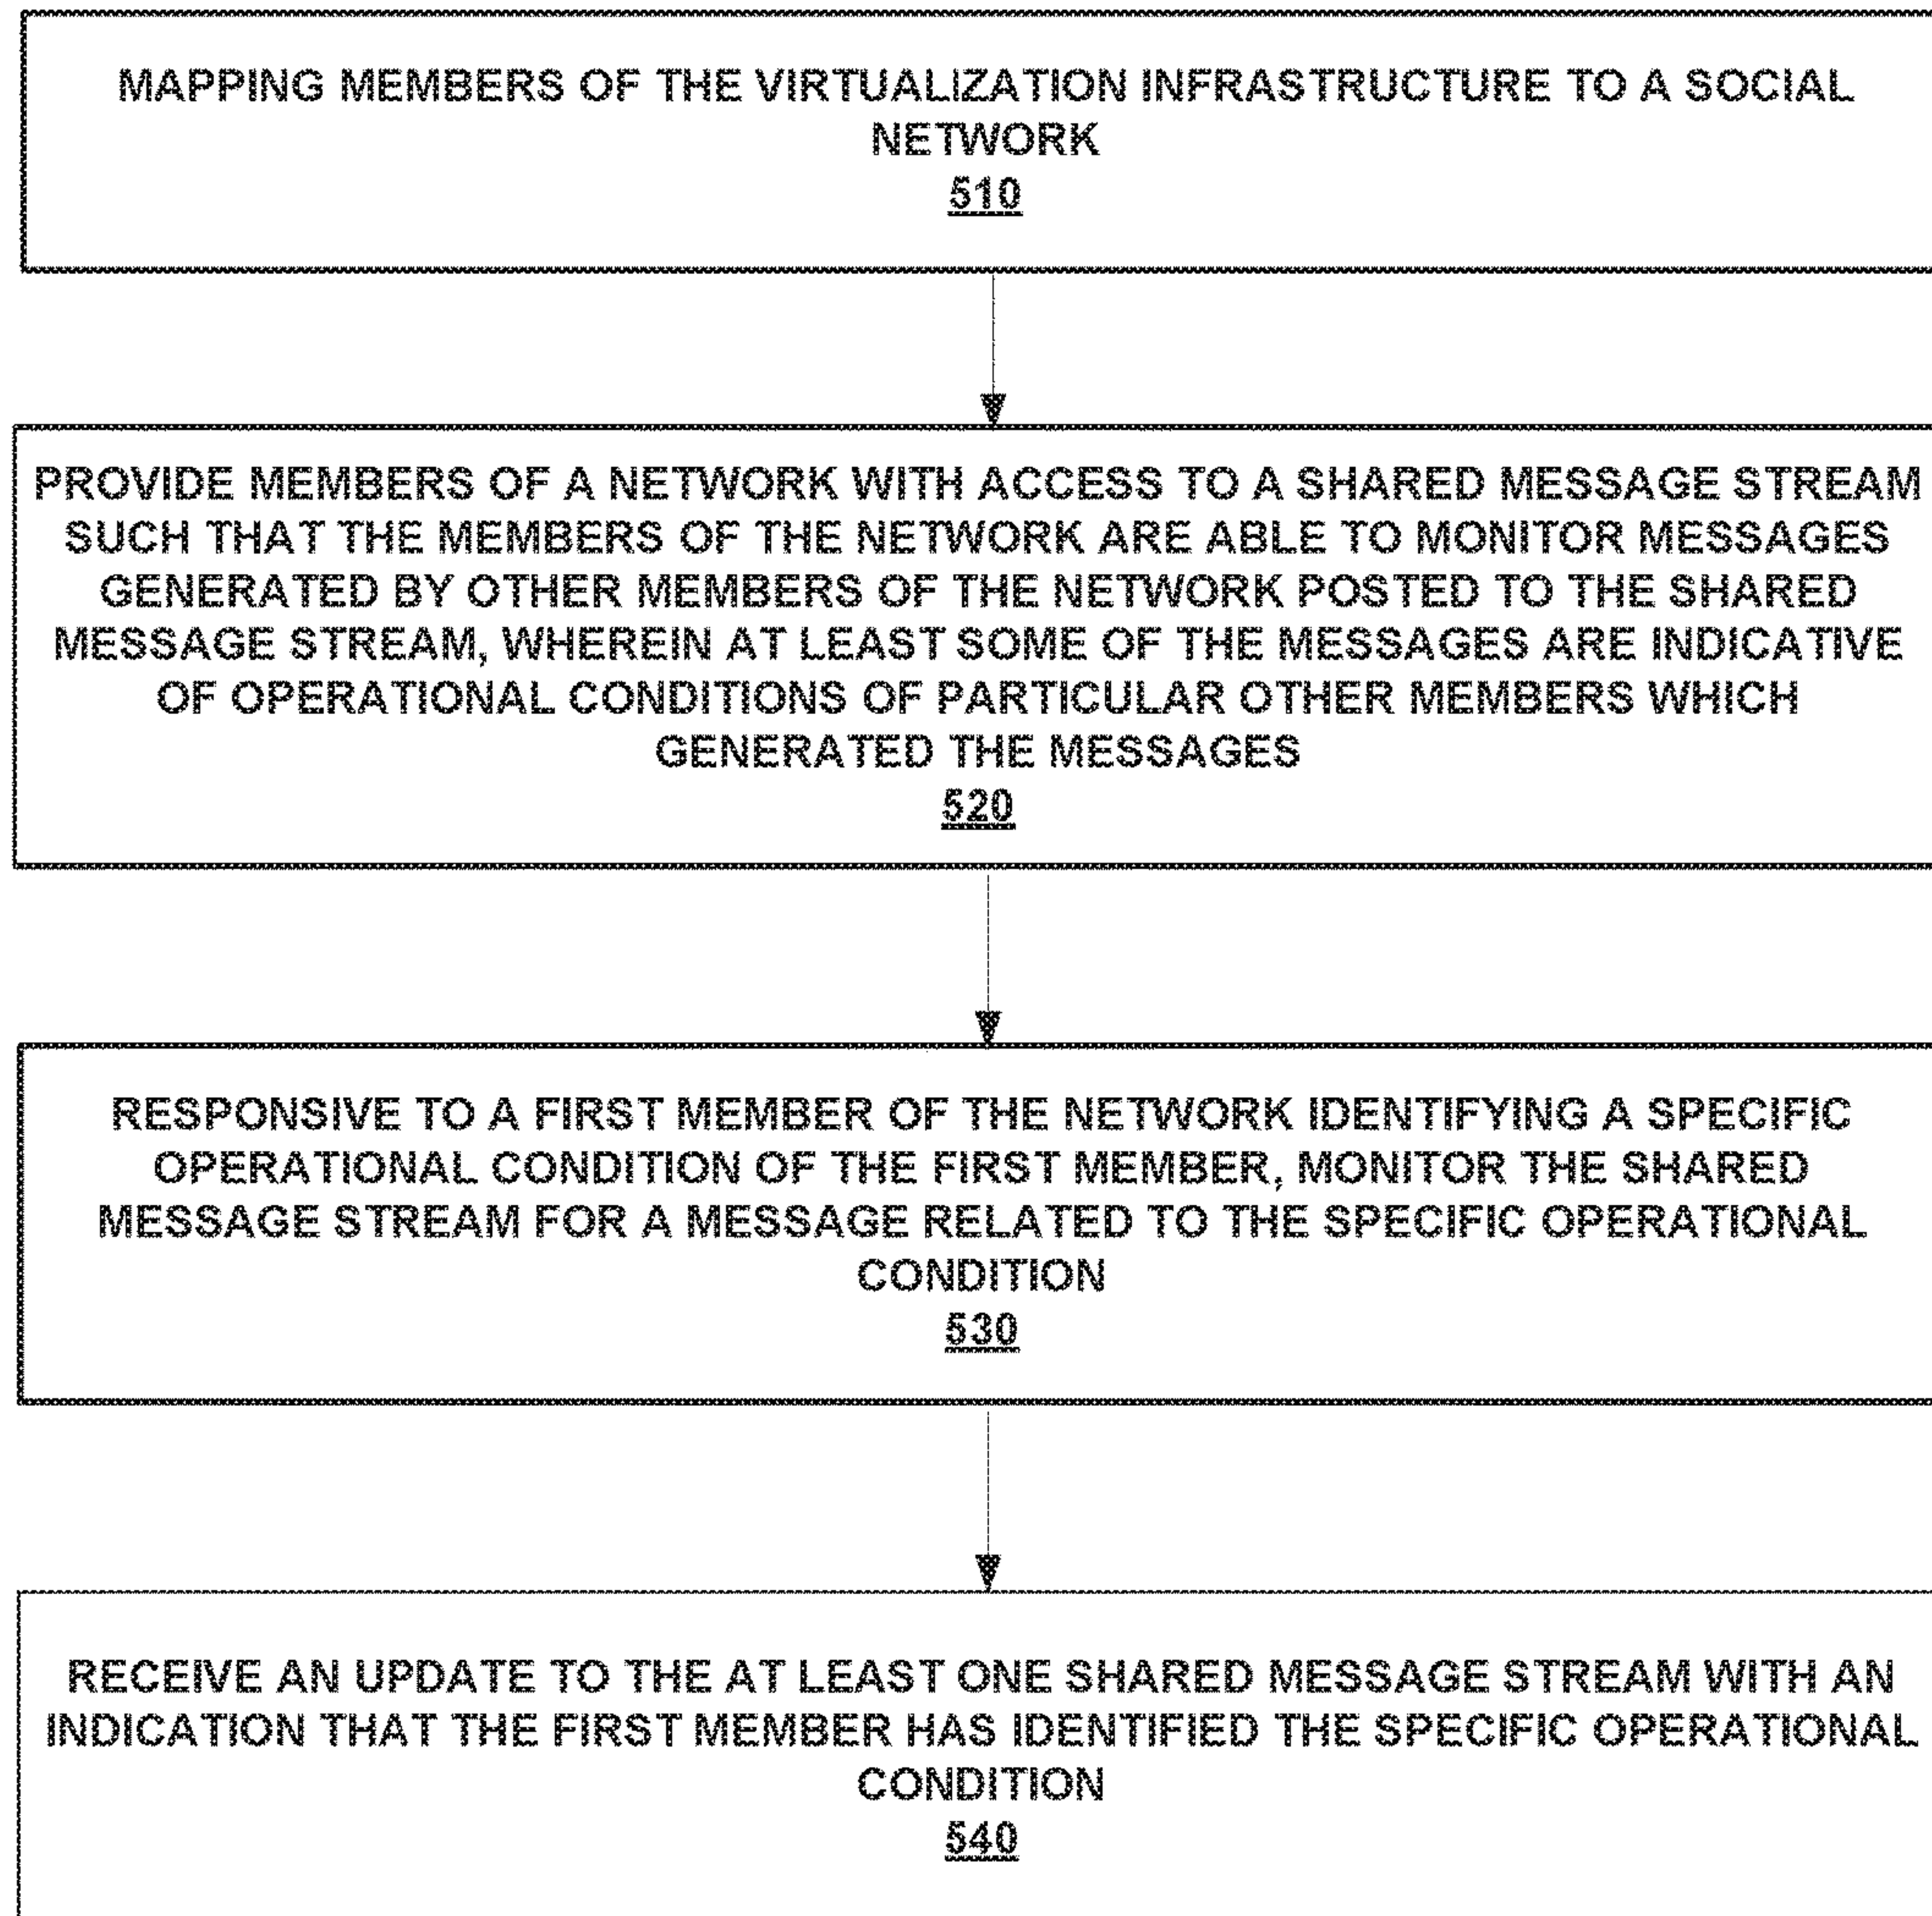 MAPPING MEMBERS OF THE VIRTUALIZATION INFRASTRUCTURE TO A SOCIAL
NETWORK
510
PROVIDE MEMBERS OF A NETWORK WITH ACCESS TO A SHARED MESSAGE STREAM
SUCH THAT THE MEMBERS OF THE NETWORK ARE ABLE TO MONITOR MESSAGES
GENERATED BY OTHER MEMBERS OF THE NETWORK POSTED TO THE SHARED
MESSAGE STREAM, WHEREIN AT LEAST SOME OF THE MESSAGES ARE INDICATIVE
OF OPERATIONAL CONDITIONS OF PARTICULAR OTHER MEMBERS WHICH
GENERATED THE MESSAGES
520
RESPONSIVE TO A FIRST MEMBER OF THE NETWORK IDENTIFYING A SPECIFIC
OPERATIONAL CONDITION OF THE FIRST MEMBER, MONITOR THE SHARED
MESSAGE STREAM FOR A MESSAGE RELATED TO THE SPECIFIC OPERATIONAL
CONDITION
530
RECEIVE AN UPDATE TO THE AT LEAST ONE SHARED MESSAGE STREAM WITH AN
INDICATION THAT THE FIRST MEMBER HAS IDENTIFIED THE SPECIFIC OPERATIONAL
CONDITION
540